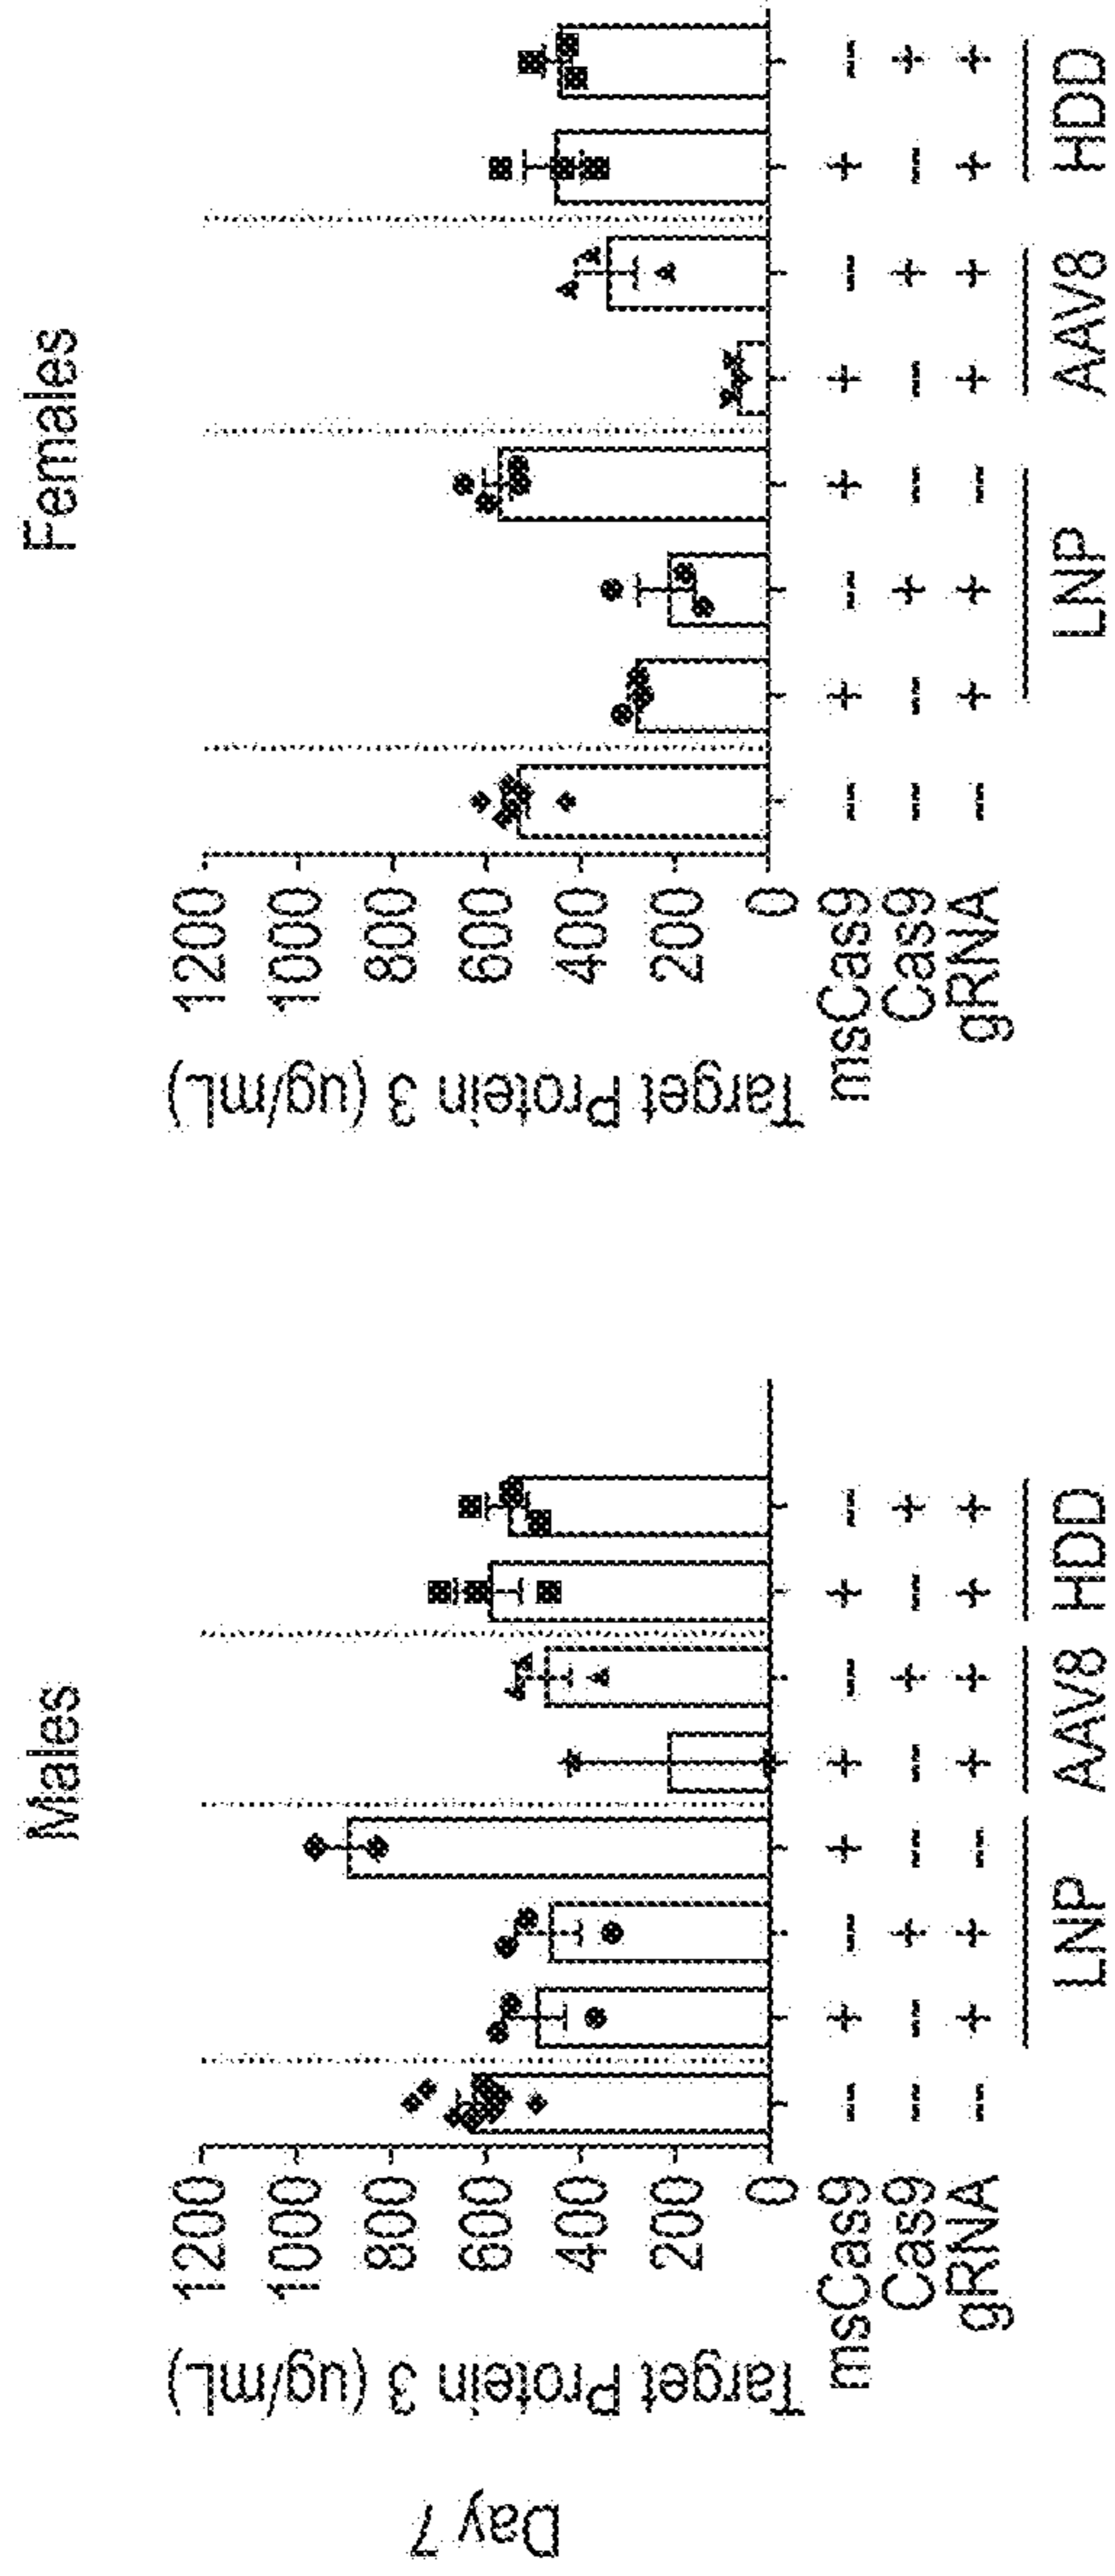 Day 7
Males
Target Protein 3 (ug/mL)
1200
1000
800
600
400
200
0
msCas9 − + − + + − + −
Cas9 − − + − − + − +
gRNA − + + − + + + +
LNP AAV8 HDD
Females
Target Protein 3 (ug/mL)
1200
1000
800
600
400
200
0
msCas9 − + − + + − + −
Cas9 − − + − − + − +
gRNA − + + − + + + +
LNP AAV8 HDD